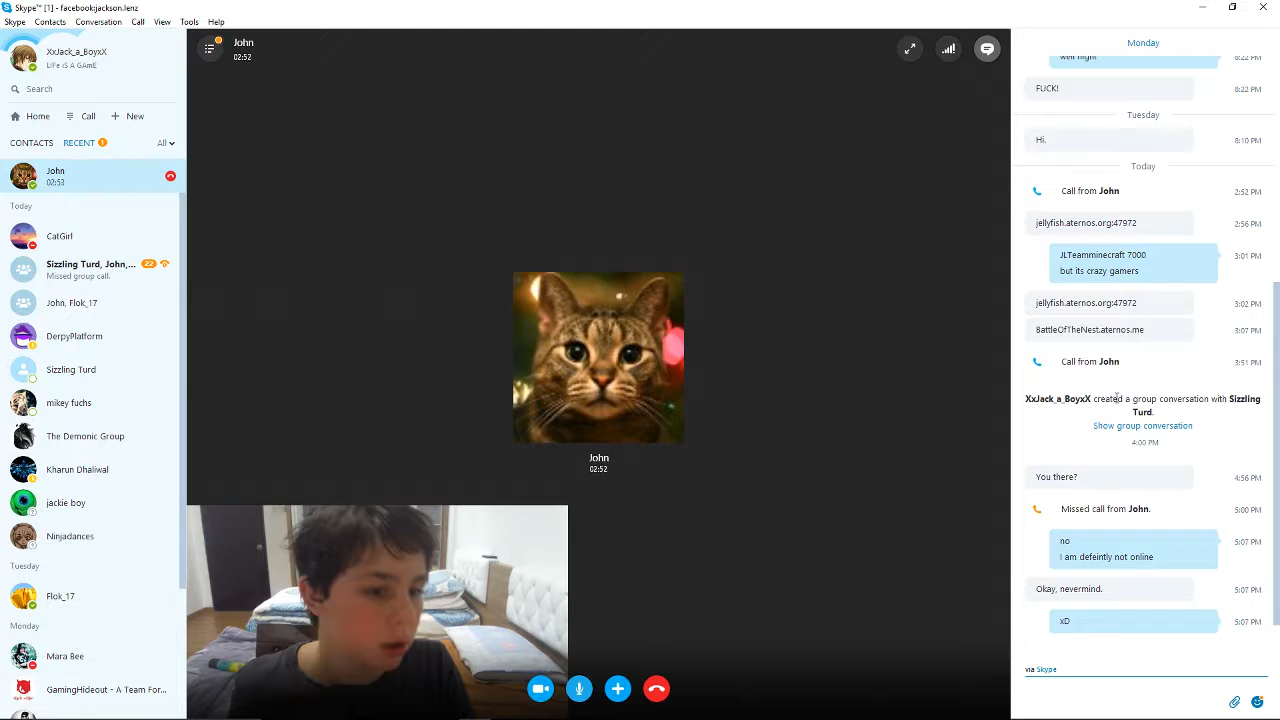 Skype™ [1] - facebookjackson.lenz
Skype Contacts Conversation Call View Tools Help
XxJack_a_BoyxX
LiFe iS A GAmE
Search
Home Call New
CONTACTS RECENT 1 All
John
02:53
Today
CatGirl
Sizzling Turd, John,... 22
Missed group call.
John, Flok_17
DerpyPlatform
Sizzling Turd
mikey fuchs
The Demonic Group
Kharun Dhaliwal
jackie boy
Ninjadances
Tuesday
Flok_17
Monday
Mara Bee
GamingHideout - A Team For...
John
02:52
John
02:52
Monday
well night 8:22 PM
FUCK! 8:22 PM
Tuesday
Hi. 8:10 PM
Today
Call from John 2:52 PM
jellyfish.aternos.org:47972 2:56 PM
JLTeamminecraft 7000 3:01 PM
but its crazy gamers
jellyfish.aternos.org:47972 3:02 PM
BattleOfTheNest.aternos.me 3:07 PM
Call from John 3:51 PM
XxJack_a_BoyxX created a group conversation with Sizzling
Turd.
Show group conversation
4:00 PM
You there? 4:56 PM
Missed call from John. 5:00 PM
no 5:07 PM
I am defeintly not online
Okay, nevermind. 5:07 PM
xD 5:07 PM
via Skype